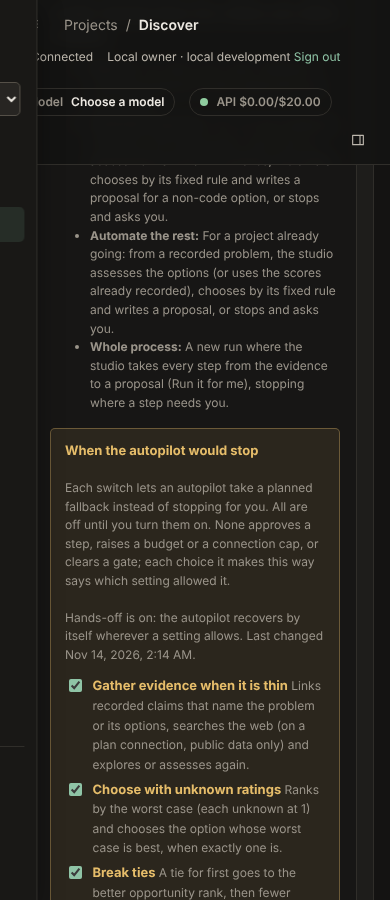 Projects / Discover
Connected Local owner · local development Sign out
Choose a model API $0.00/$20.00
chooses by its fixed rule and writes a
proposal for a non-code option, or stops
and asks you.
• Automate the rest: For a project already
going: from a recorded problem, the studio
assesses the options (or uses the scores
already recorded), chooses by its fixed rule
and writes a proposal, or stops and asks
you.
• Whole process: A new run where the
studio takes every step from the evidence
to a proposal (Run it for me), stopping
where a step needs you.
When the autopilot would stop
Each switch lets an autopilot take a planned
fallback instead of stopping for you. All are
off until you turn them on. None approves a
step, raises a budget or a connection cap, or
clears a gate; each choice it makes this way
says which setting allowed it.
Hands-off is on: the autopilot recovers by
itself wherever a setting allows. Last changed
Nov 14, 2026, 2:14 AM.
Gather evidence when it is thin Links
recorded claims that name the problem
or its options, searches the web (on a
plan connection, public data only) and
explores or assesses again.
Choose with unknown ratings Ranks
by the worst case (each unknown at 1)
and chooses the option whose worst
case is best, when exactly one is.
Break ties A tie for first goes to the
better opportunity rank, then fewer